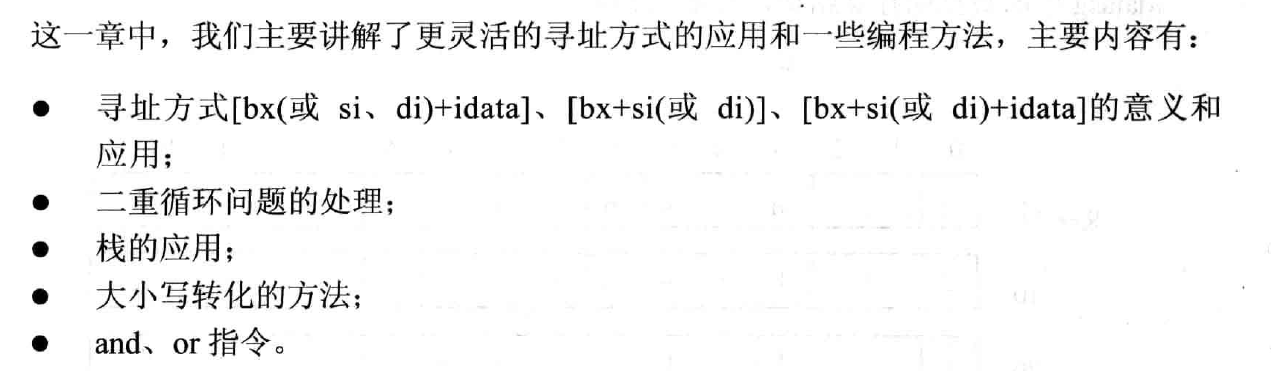 这一章中，我们主要讲解了更灵活的寻址方式的应用和一些编程方法，主要内容有：
● 寻址方式[bx(或 si、di)+idata]、[bx+si(或 di)]、[bx+si(或 di)+idata]的意义和
应用；
● 二重循环问题的处理；
● 栈的应用；
● 大小写转化的方法；
● and、or 指令。